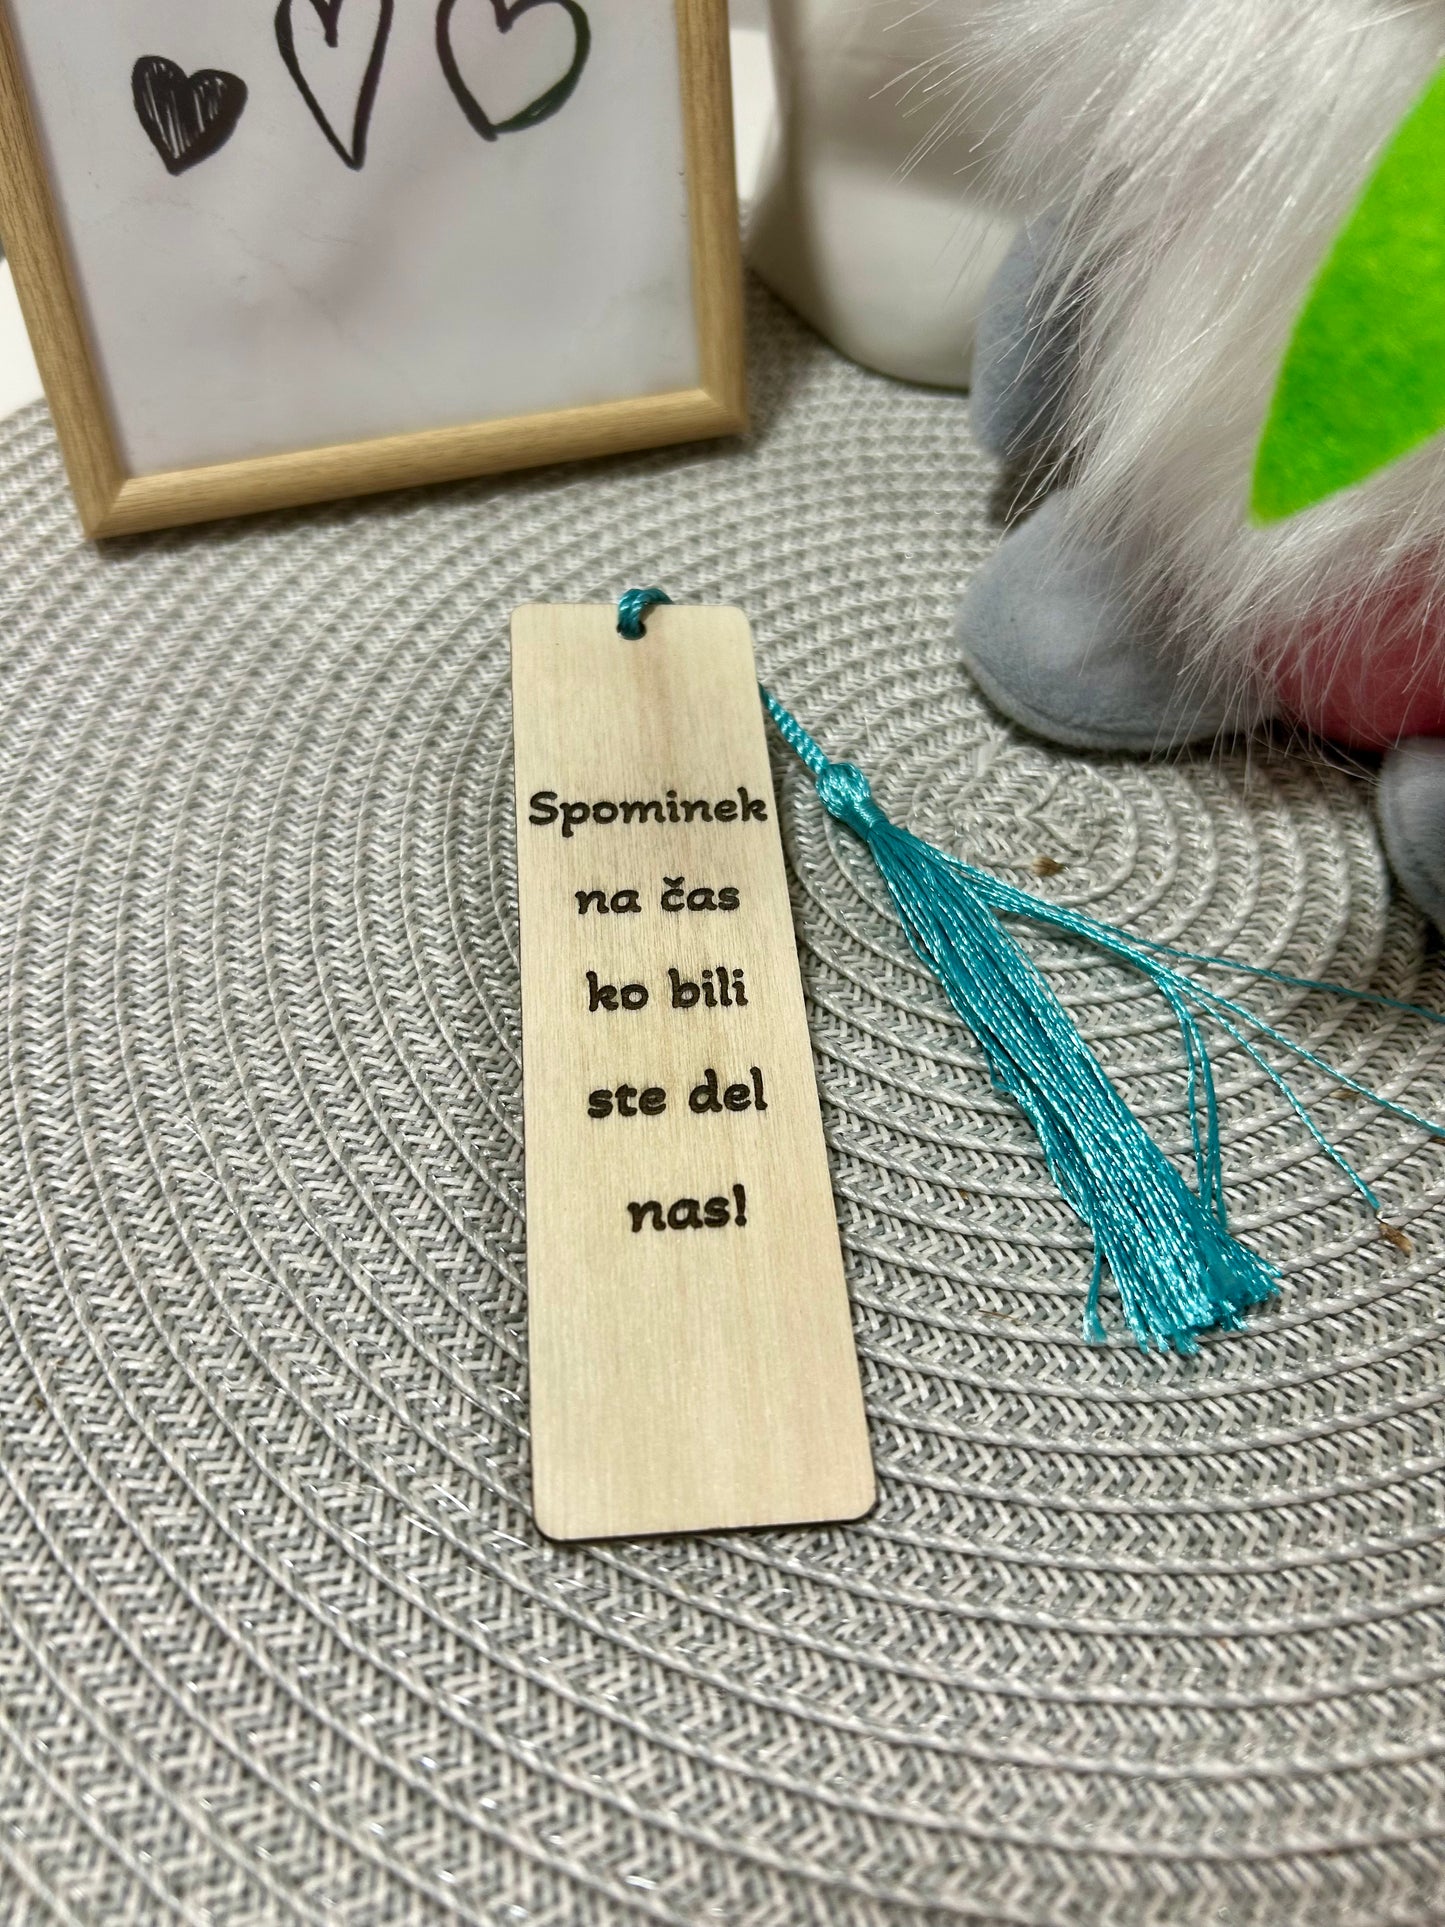 Spominek
na čas
ko bili
ste del
nas!